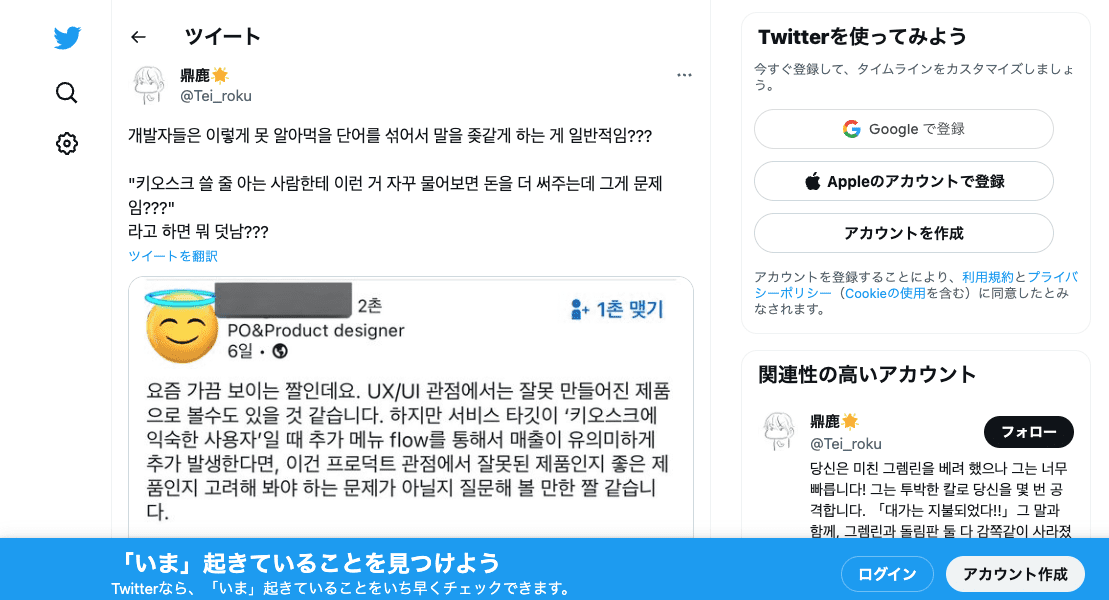 ツイート
鼎鹿🌟
@Tei_roku
개발자들은 이렇게 못 알아먹을 단어를 섞어서 말을 좆같게 하는 게 일반적임???
"키오스크 쓸 줄 아는 사람한테 이런 거 자꾸 물어보면 돈을 더 써주는데 그게 문제
임???"
라고 하면 뭐 덧남???
ツイートを翻訳
2촌
1촌 맺기
PO&Product designer
6일 •
요즘 가끔 보이는 짤인데요. UX/UI 관점에서는 잘못 만들어진 제품
으로 볼수도 있을 것 같습니다. 하지만 서비스 타깃이 ‘키오스크에
익숙한 사용자’일 때 추가 메뉴 flow를 통해서 매출이 유의미하게
추가 발생한다면, 이건 프로덕트 관점에서 잘못된 제품인지 좋은 제
품인지 고려해 봐야 하는 문제가 아닐지 질문해 볼 만한 짤 같습니
다.
Twitterを使ってみよう
今すぐ登録して、タイムラインをカスタマイズしましょ
う。
Google で登録
Appleのアカウントで登録
アカウントを作成
アカウントを登録することにより、利用規約とプライバ
シーポリシー（Cookieの使用を含む）に同意したとみ
なされます。
関連性の高いアカウント
鼎鹿🌟
@Tei_roku
フォロー
당신은 미친 그렘린을 베려 했으나 그는 너무
빠릅니다! 그는 투박한 칼로 당신을 몇 번 공
격합니다. 「대가는 지불되었다!!」그 말과
함께, 그렘린과 돌림판 둘 다 감쪽같이 사라졌
「いま」起きていることを見つけよう
Twitterなら、「いま」起きていることをいち早くチェックできます。
ログイン
アカウント作成